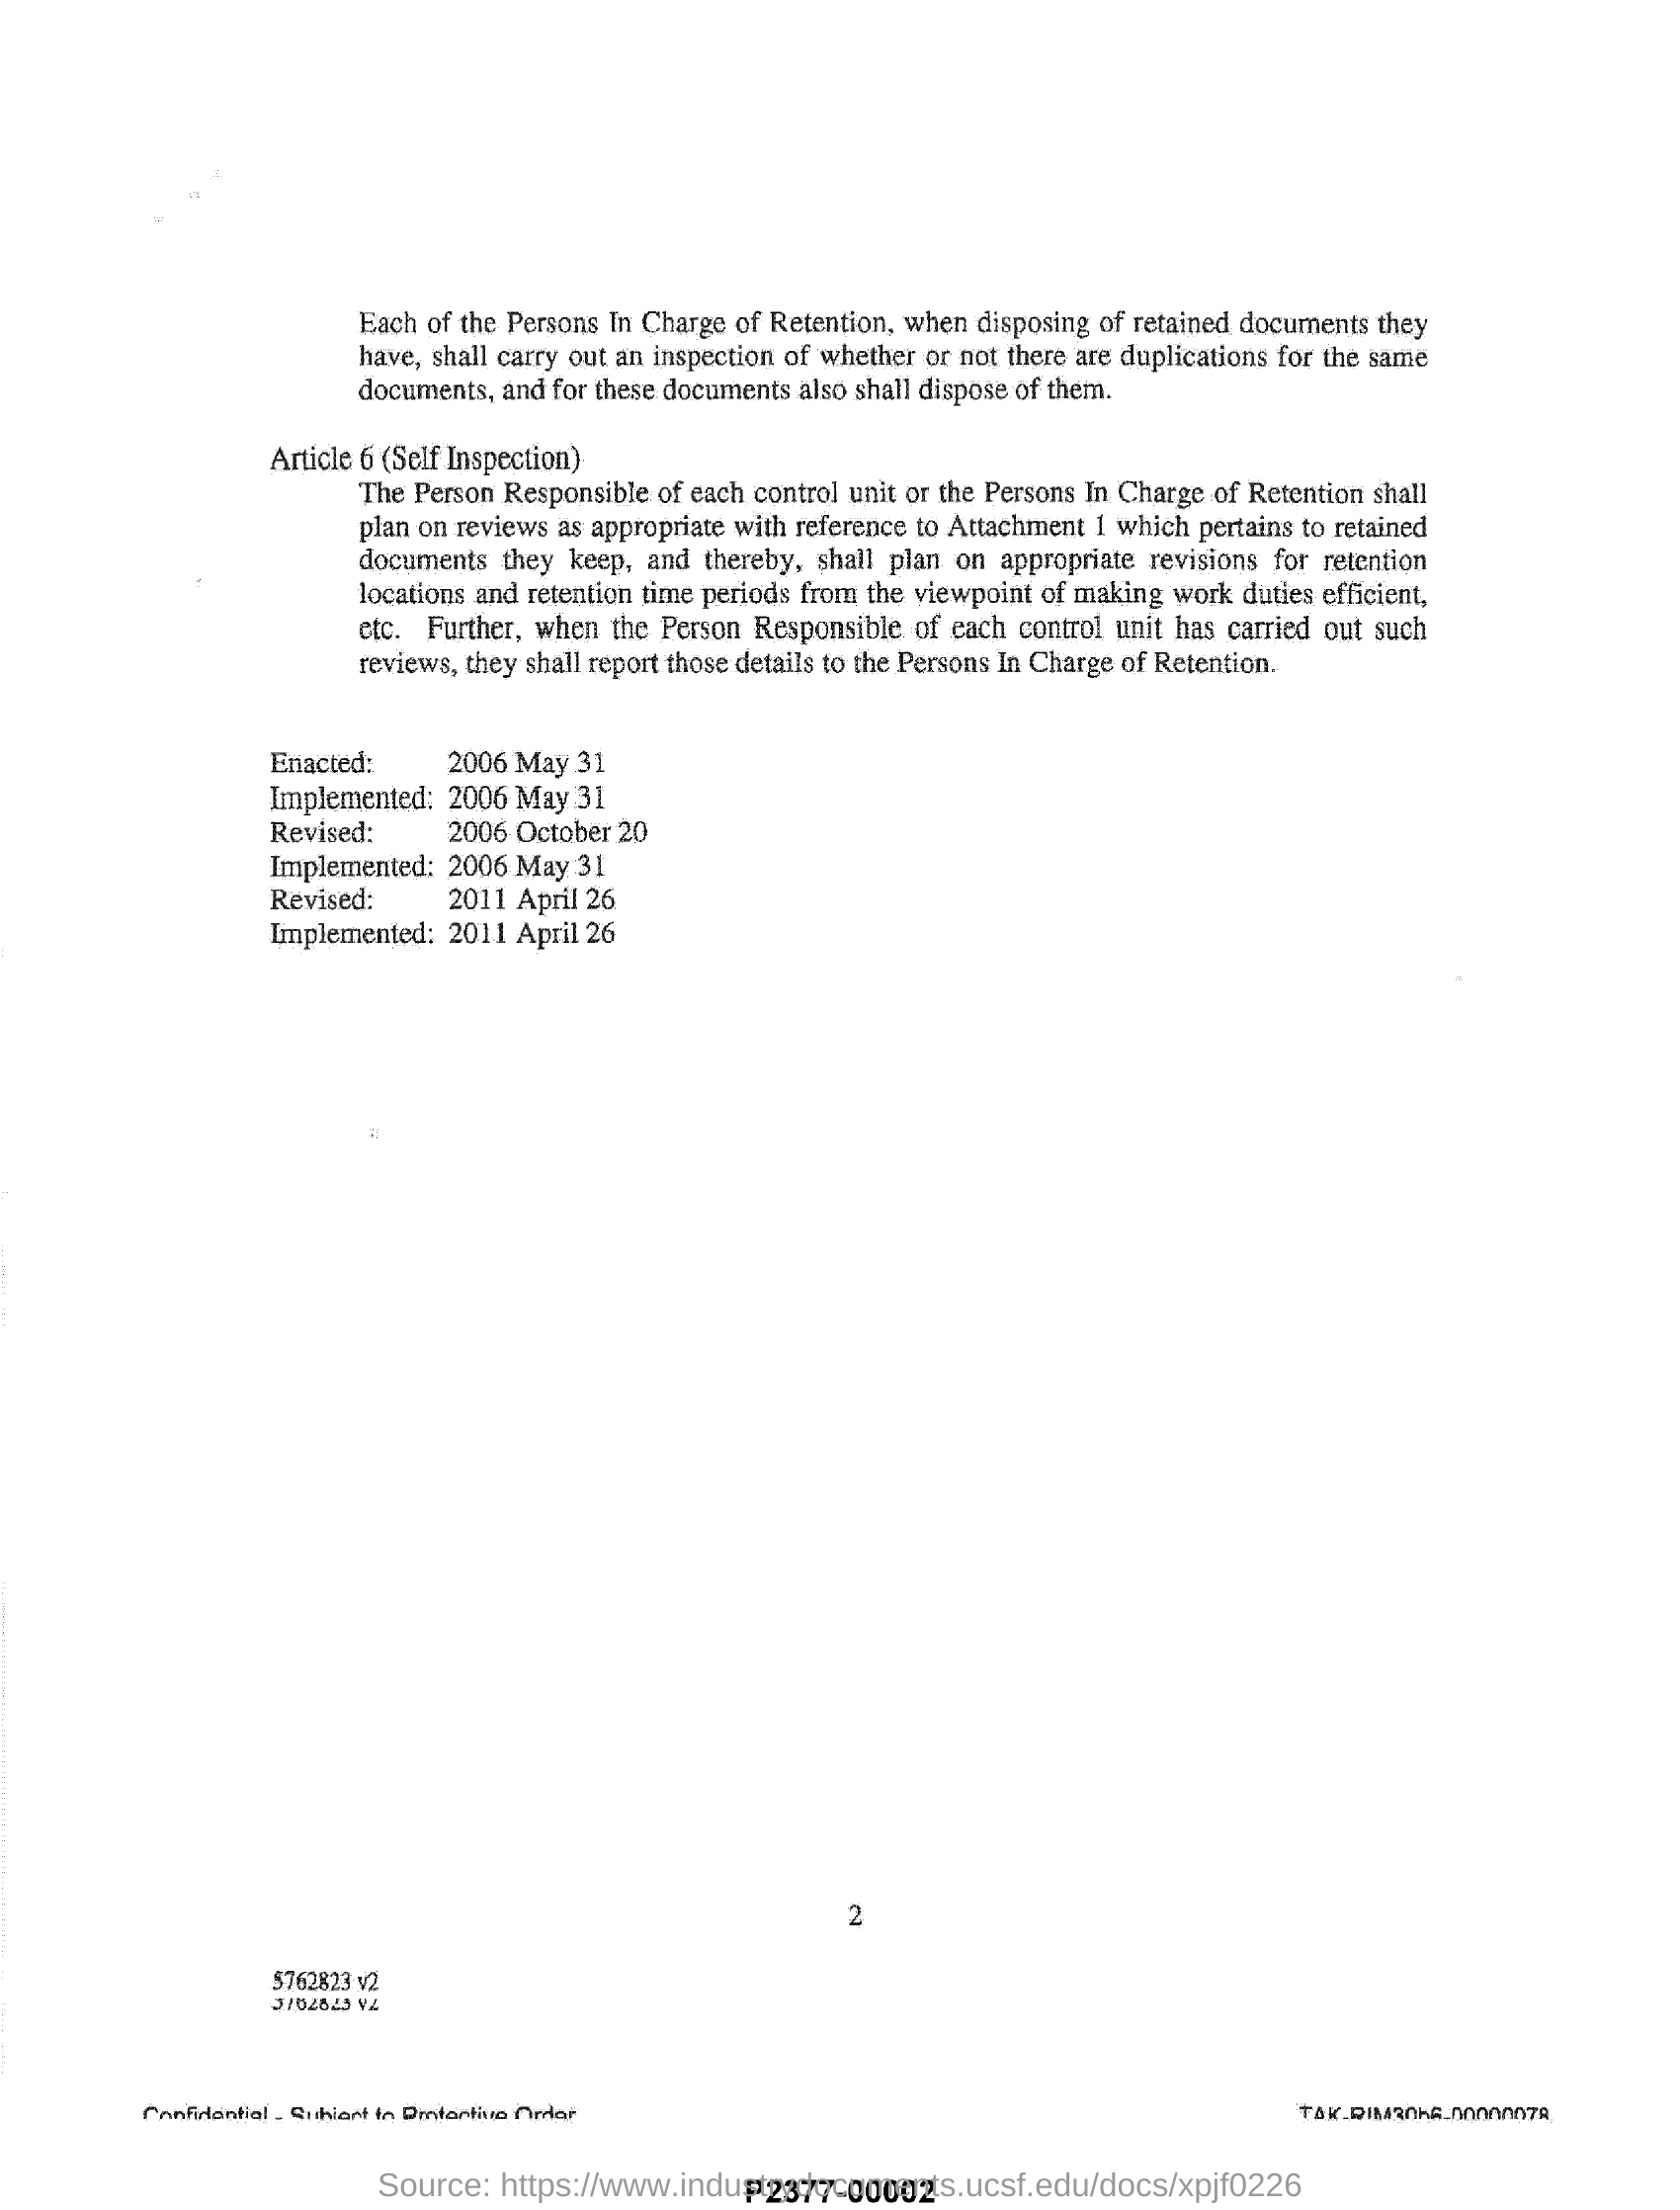 Each of the Persons In Charge of Retention, when disposing of retained documents they
have, shall carry out an inspection of whether or not there are duplications for the same
documents, and for these documents also shall dispose of them.
Article 6 (Self Inspection)
The Person Responsible of each control unit or the Persons In Charge of Retention shall
plan on reviews as appropriate with reference to Attachment 1 which pertains to retained
documents they keep, and thereby, shall plan on appropriate revisions for retention
locations and retention time periods from the viewpoint of making work duties efficient,
etc. Further, when the Person Responsible of each control unit has carried out such
reviews, they shall report those details to the Persons In Charge of Retention.
Enacted: 2006 May 31
Implemented: 2006 May 31
Revised: 2006 October 20
Implemented: 2006 May 31
Revised: 2011 April 26
Implemented: 2011 April 26
2
5762823 v2
5762823 v2
Confidential - Subject to Protective Order
Source: https://www.industrydocuments.ucsf.edu/docs/xpjf0226
P2377-00002